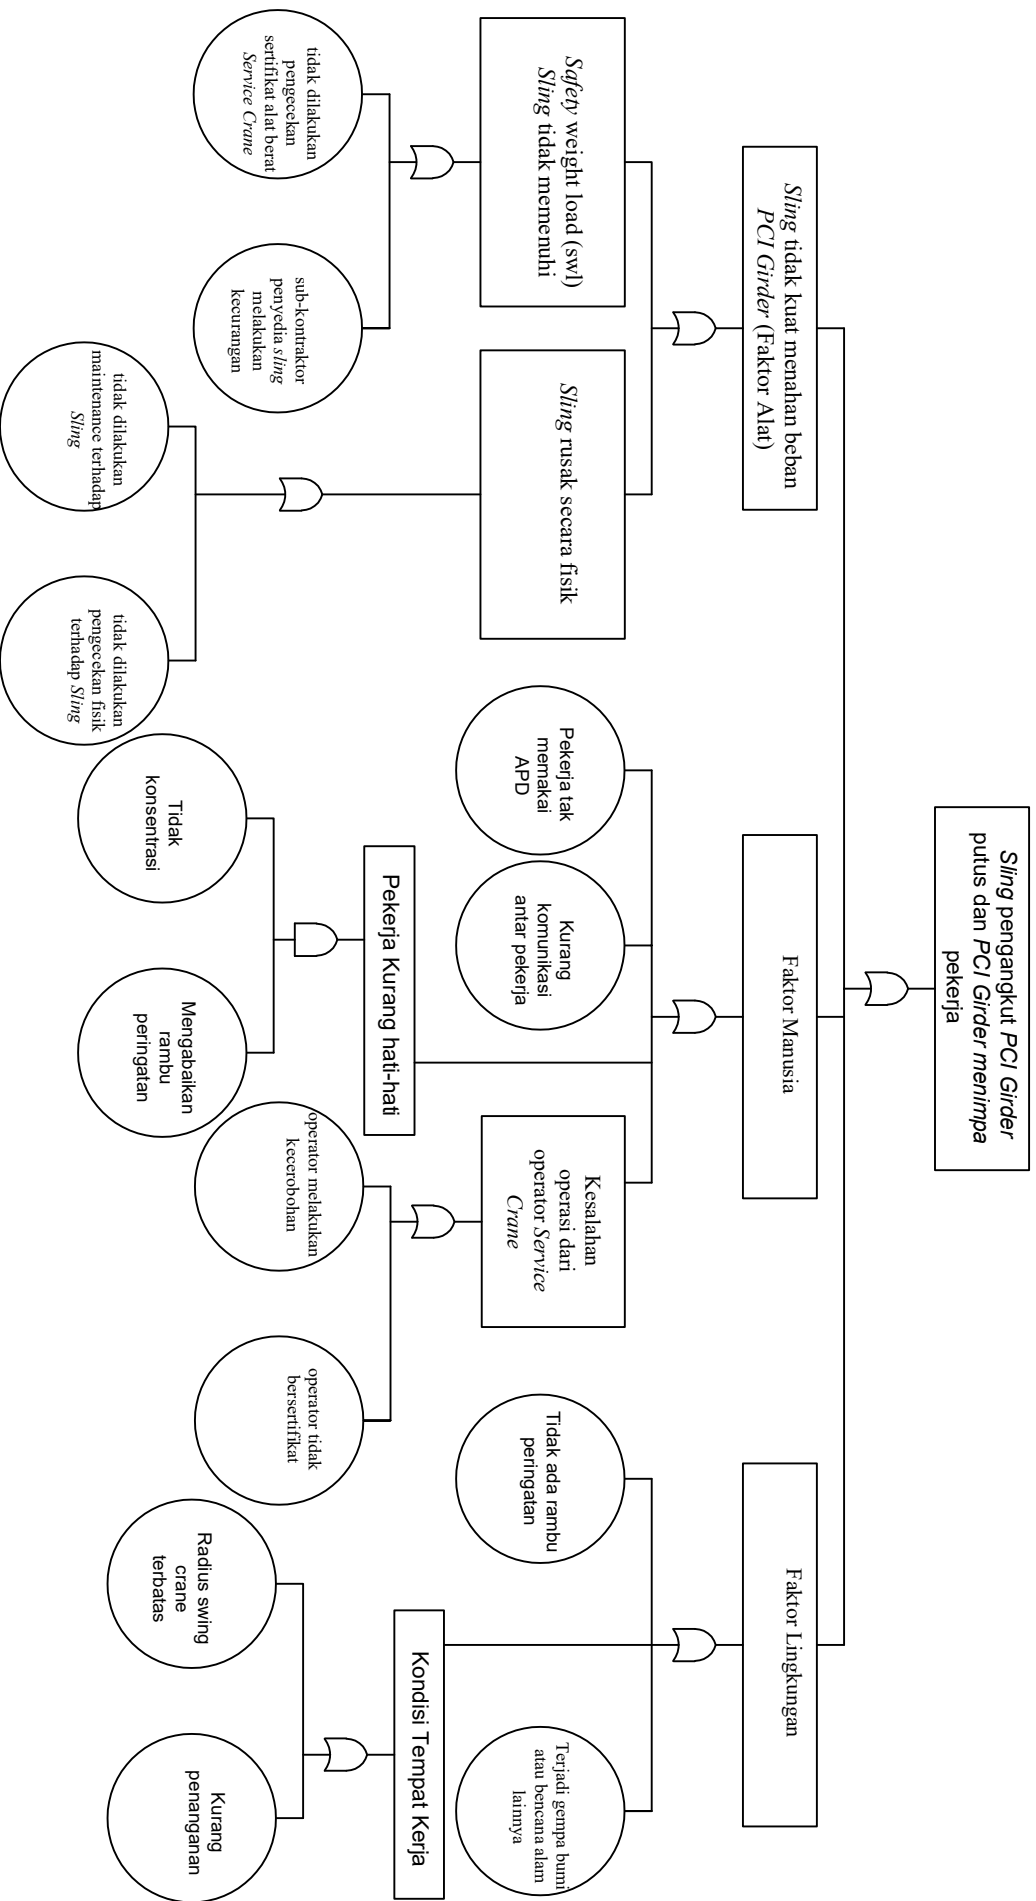 Sling pengangkut PCI Girder
putus dan PCI Girder menimpa
pekerja
Sling tidak kuat menahan beban
PCI Girder (Faktor Alat)
Faktor Manusia
Faktor Lingkungan
Safety weight load (swl)
Sling tidak memenuhi
Sling rusak secara fisik
Pekerja tak
memakai
APD
Kurang
komunikasi
antar pekerja
Kesalahan
operasi dari
operator Service
Crane
Tidak ada rambu
peringatan
Terjadi gempa bumi
atau bencana alam
lainnya
Pekerja Kurang hati-hati
Kondisi Tempat Kerja
tidak dilakukan
pengecekan
sertifikat alat berat
Service Crane
sub-kontraktor
penyedia sling
melakukan
kecurangan
operator melakukan
kecerobohan
operator tidak
bersertifikat
Radius swing
crane
terbatas
Kurang
penanganan
Tidak
konsentrasi
Mengabaikan
rambu
peringatan
tidak dilakukan
maintenance terhadap
Sling
tidak dilakukan
pengecekan fisik
terhadap Sling